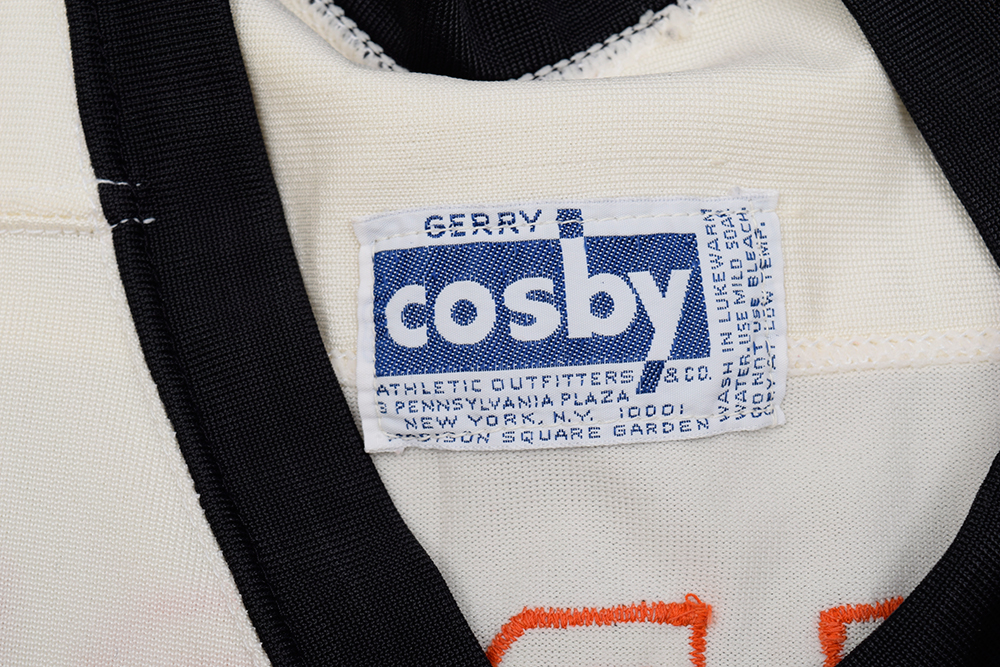 GERRY
cosby
ATHLETIC OUTFITTERS & CO.
3 PENNSYLVANIA PLAZA
NEW YORK, N.Y. 10001
MADISON SQUARE GARDEN
WASH IN LUKEWARM
WATER. USE MILD SOAP
DO NOT USE BLEACH
DRY AT LOW TEMP.